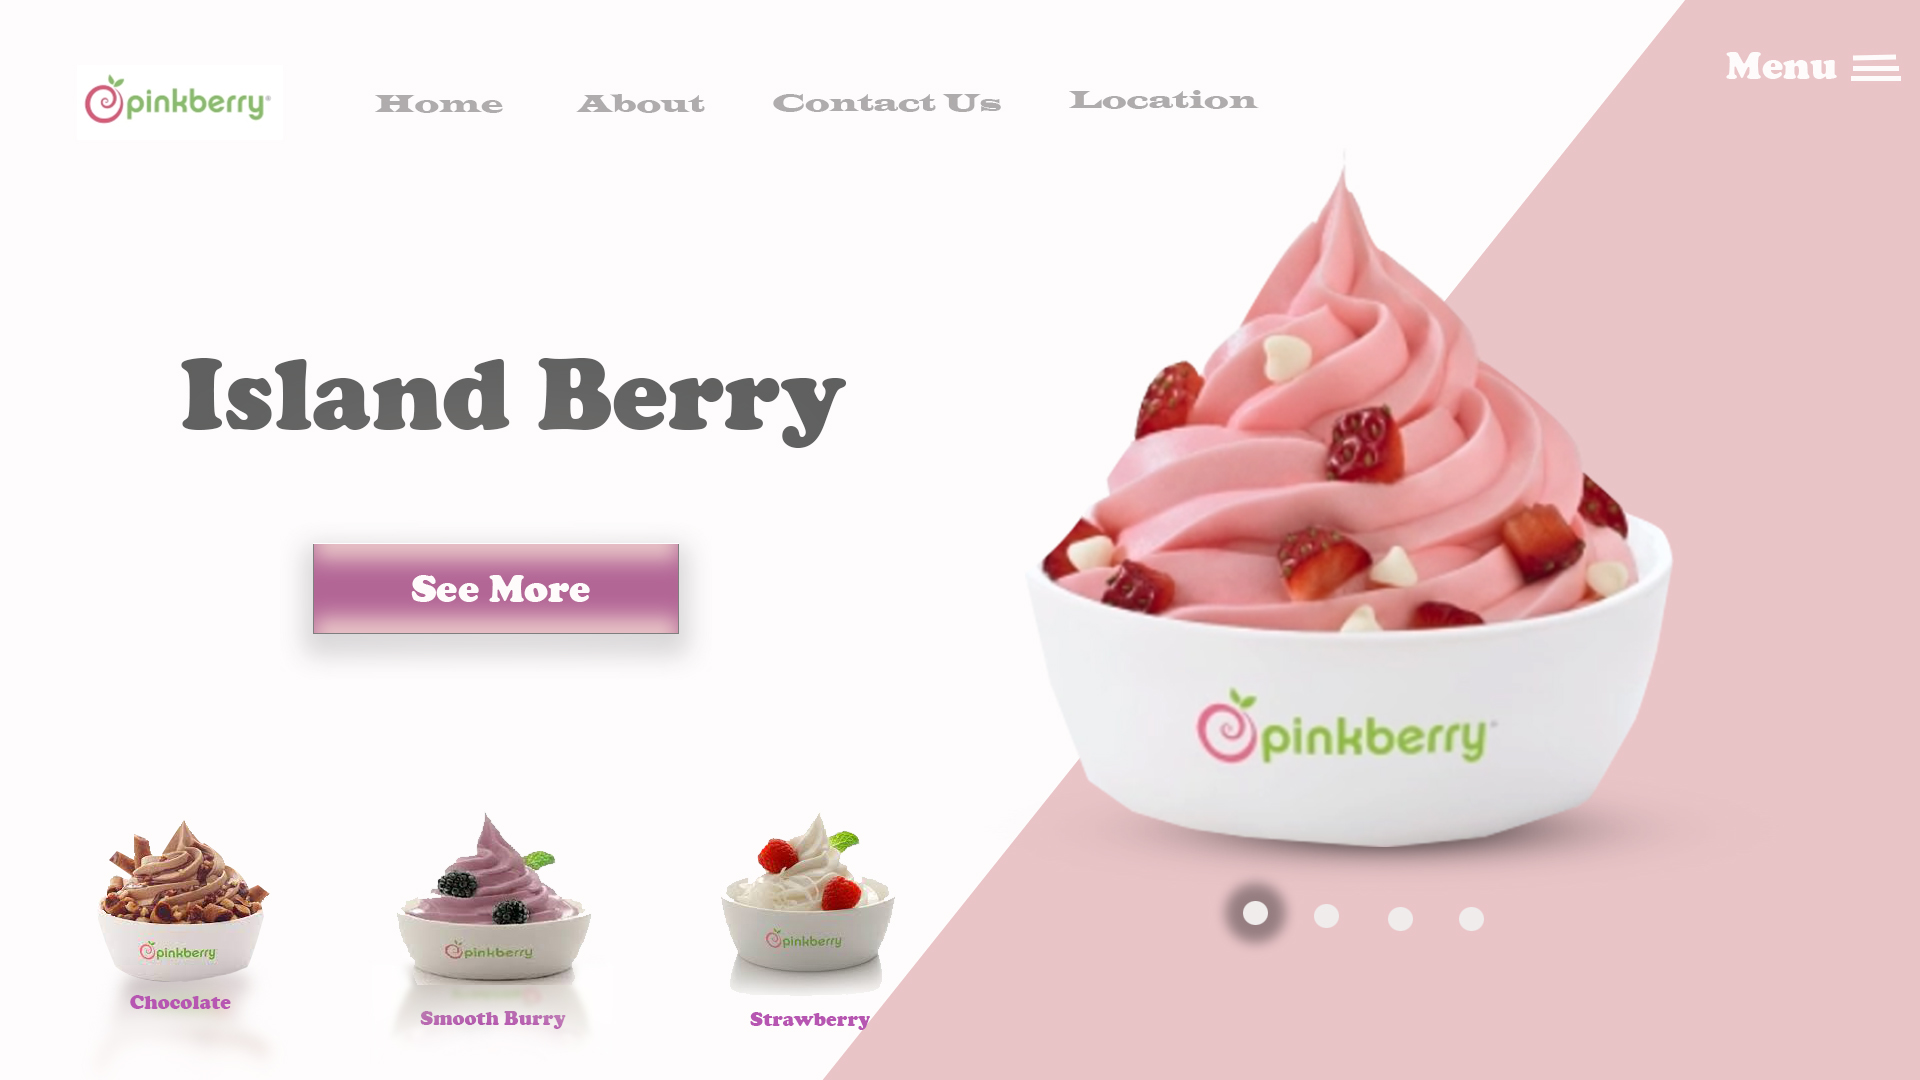 pinkberry®
Home About Contact Us Location
Menu
Island Berry
See More
pinkberry®
pinkberry
pinkberry
pinkberry
Chocolate
Smooth Burry
Strawberry